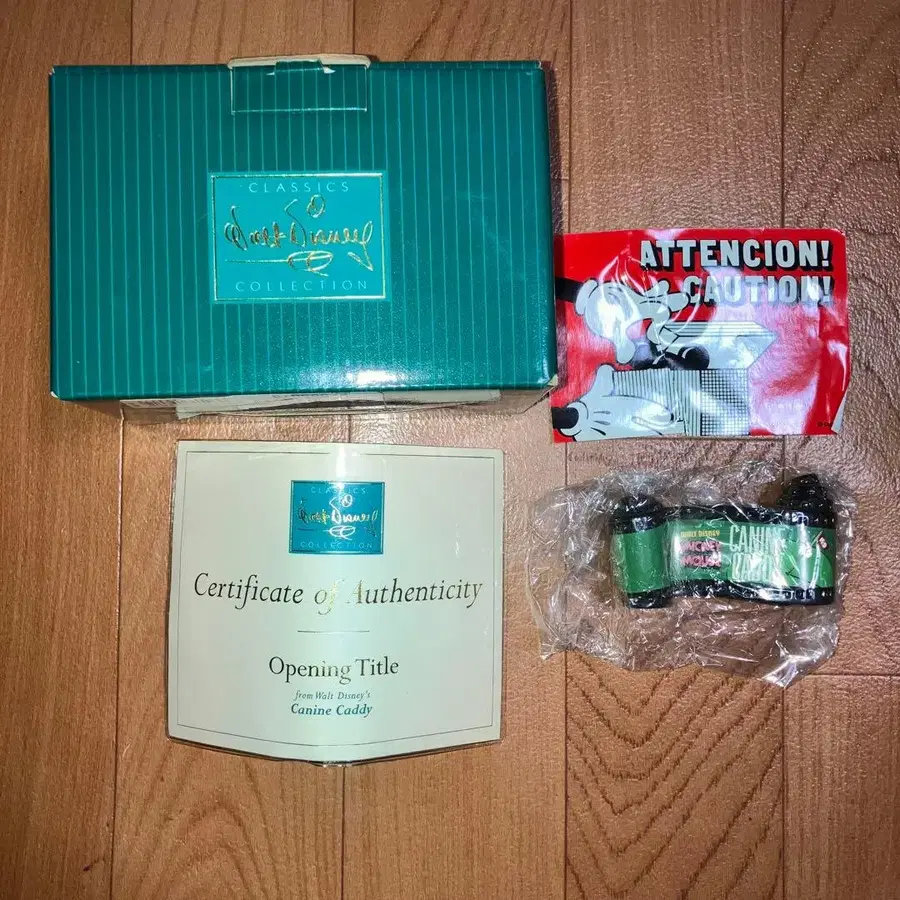 CLASSICS
Walt Disney
COLLECTION
ATTENCION!
CAUTION!
CLASSICS
Walt Disney
COLLECTION
Certificate of Authenticity
Opening Title
from Walt Disney's
Canine Caddy
WALT DISNEY
MICKEY
MOUSE
CANINE